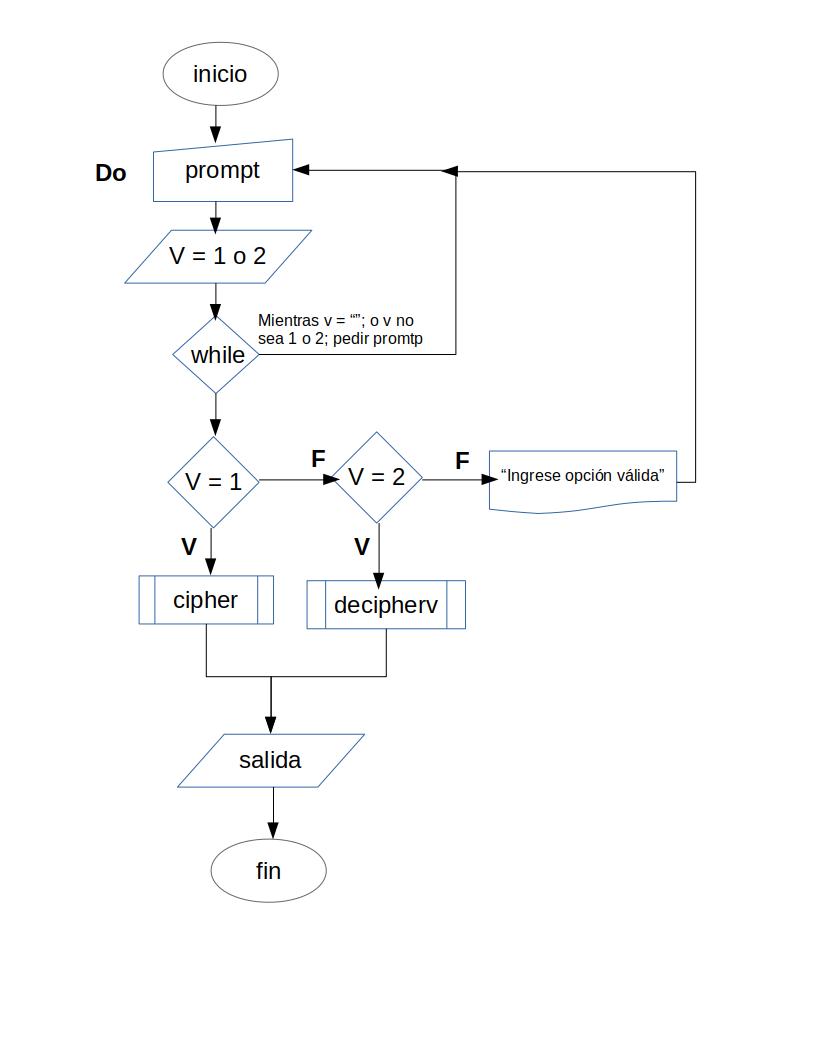 inicio
Do
prompt
V = 1 o 2
Mientras v = “”; o v no
sea 1 o 2; pedir promtp
while
V = 1
F
V = 2
F
“Ingrese opción válida”
V
V
cipher
decipherv
salida
fin